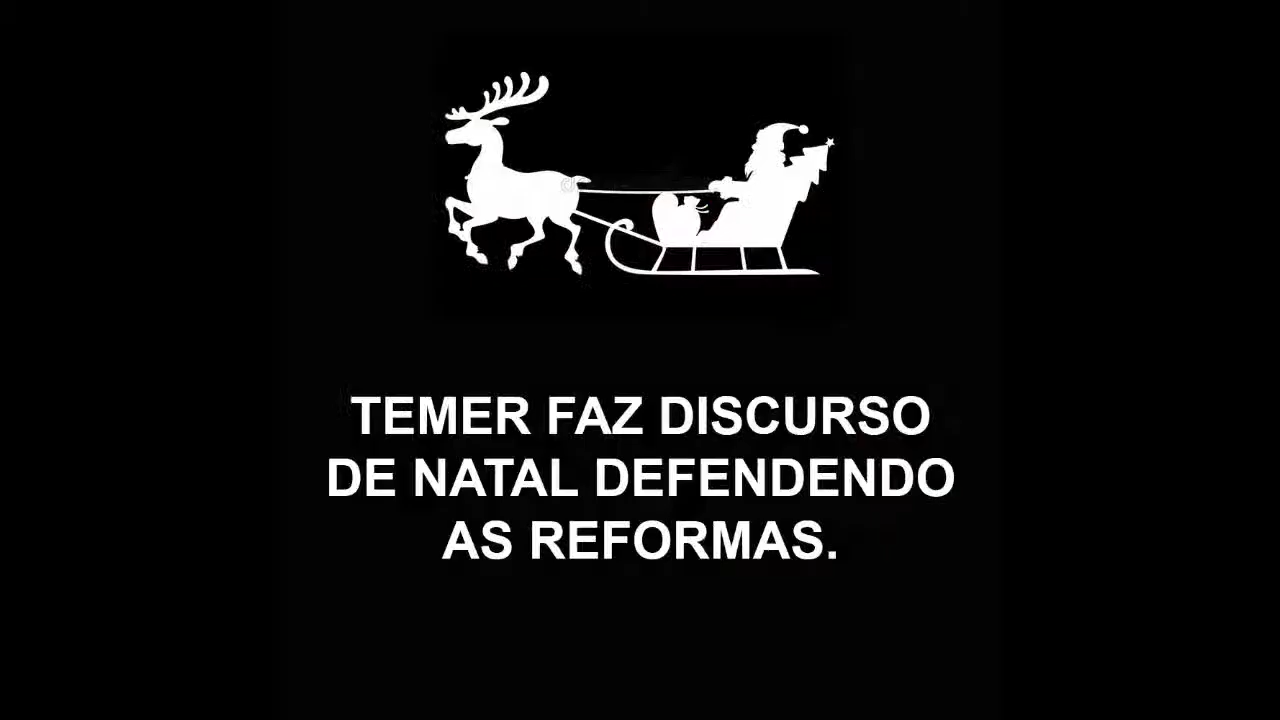 TEMER FAZ DISCURSO
DE NATAL DEFENDENDO
AS REFORMAS.